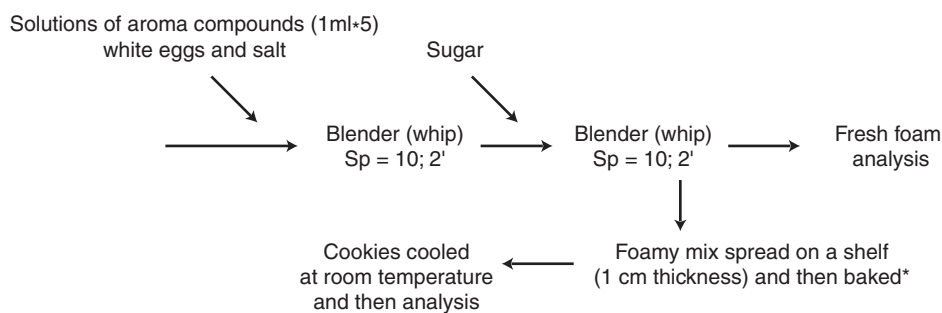 Solutions of aroma compounds (1ml*5)
white eggs and salt
Sugar
Blender (whip)
Sp = 10; 2'
Blender (whip)
Sp = 10; 2'
Fresh foam
analysis
Cookies cooled
at room temperature
and then analysis
Foamy mix spread on a shelf
(1 cm thickness) and then baked*